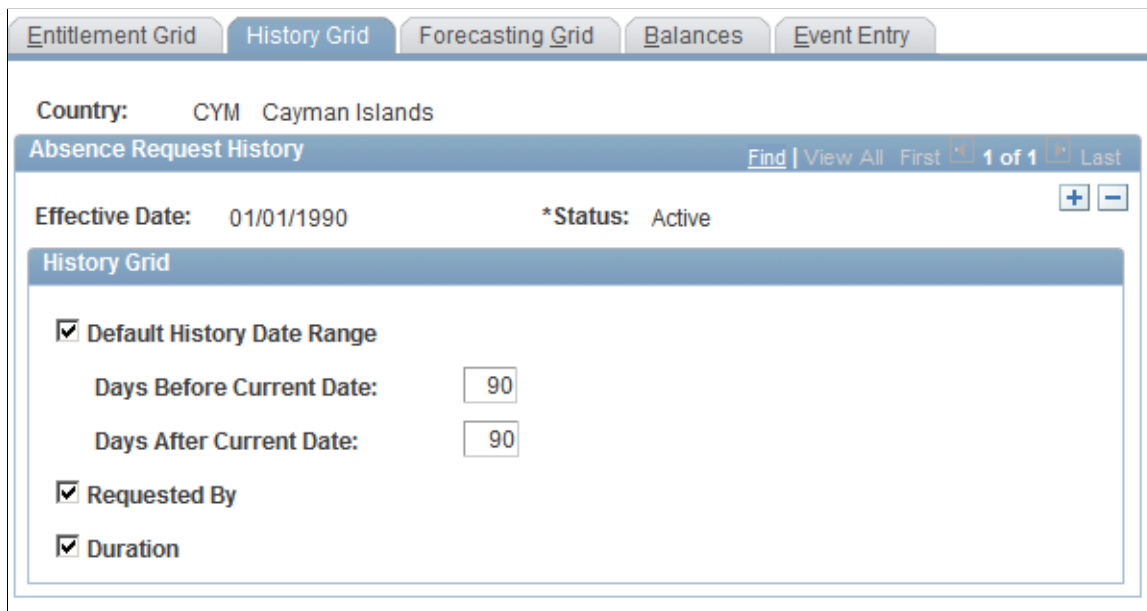 Entitlement Grid History Grid Forecasting Grid Balances Event Entry
Country: CYM Cayman Islands
Absence Request History Find | View All First 1 of 1 Last
Effective Date: 01/01/1990 *Status: Active
History Grid
Default History Date Range
Days Before Current Date: 90
Days After Current Date: 90
Requested By
Duration